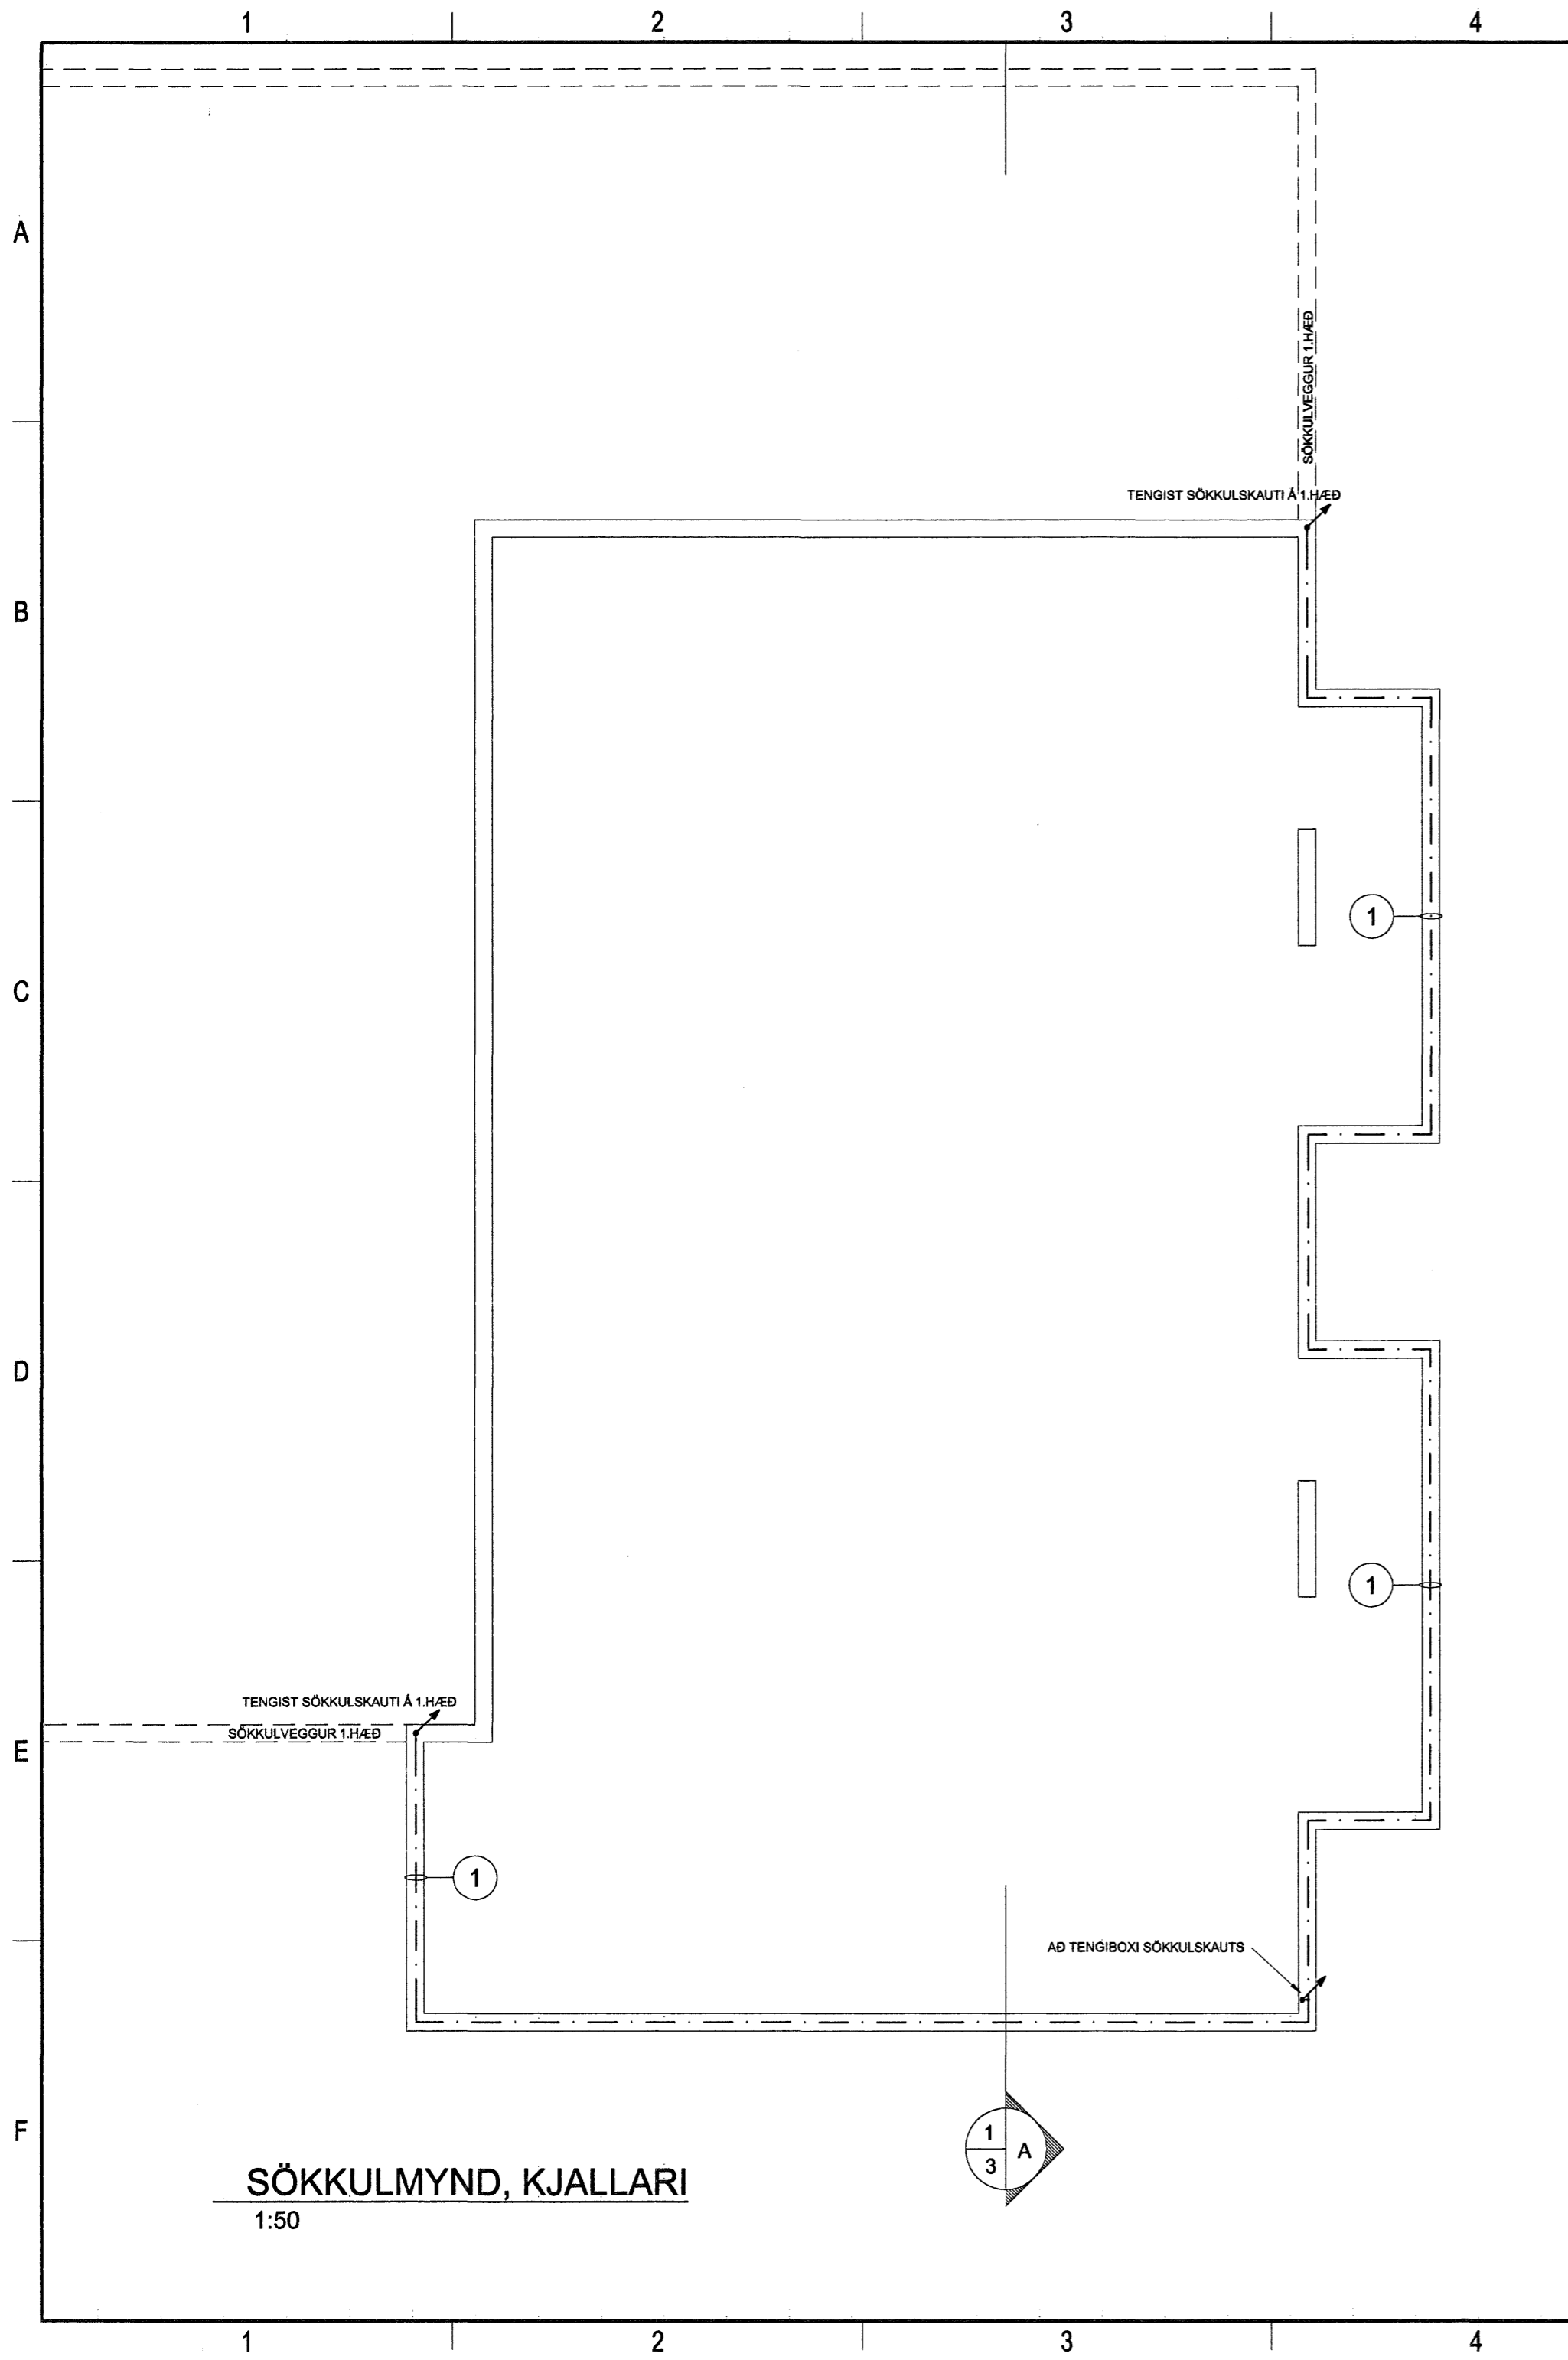 1 2 3 4
A
SÖKKULVEGGUR 1.HÆÐ
TENGIST SÖKKULSKAUTI Á 1.HÆÐ
B
C
1
D
1
TENGIST SÖKKULSKAUTI Á 1.HÆÐ
SÖKKULVEGGUR 1.HÆÐ
E
1
AÐ TENGIBOXI SÖKKULSKAUTS
F
1
A
3
SÖKKULMYND, KJALLARI
1:50
1 2 3 4